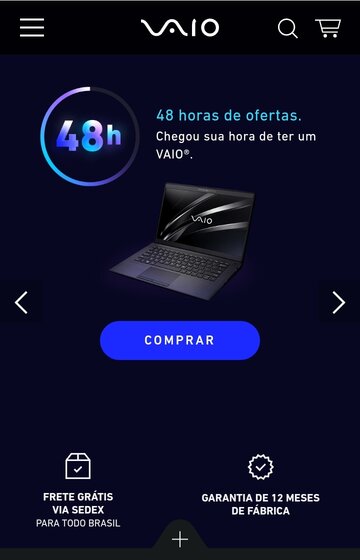 VAIO
48h
48 horas de ofertas.
Chegou sua hora de ter um
VAIO®.
VAIO
COMPRAR
FRETE GRÁTIS
VIA SEDEX
PARA TODO BRASIL
GARANTIA DE 12 MESES
DE FÁBRICA